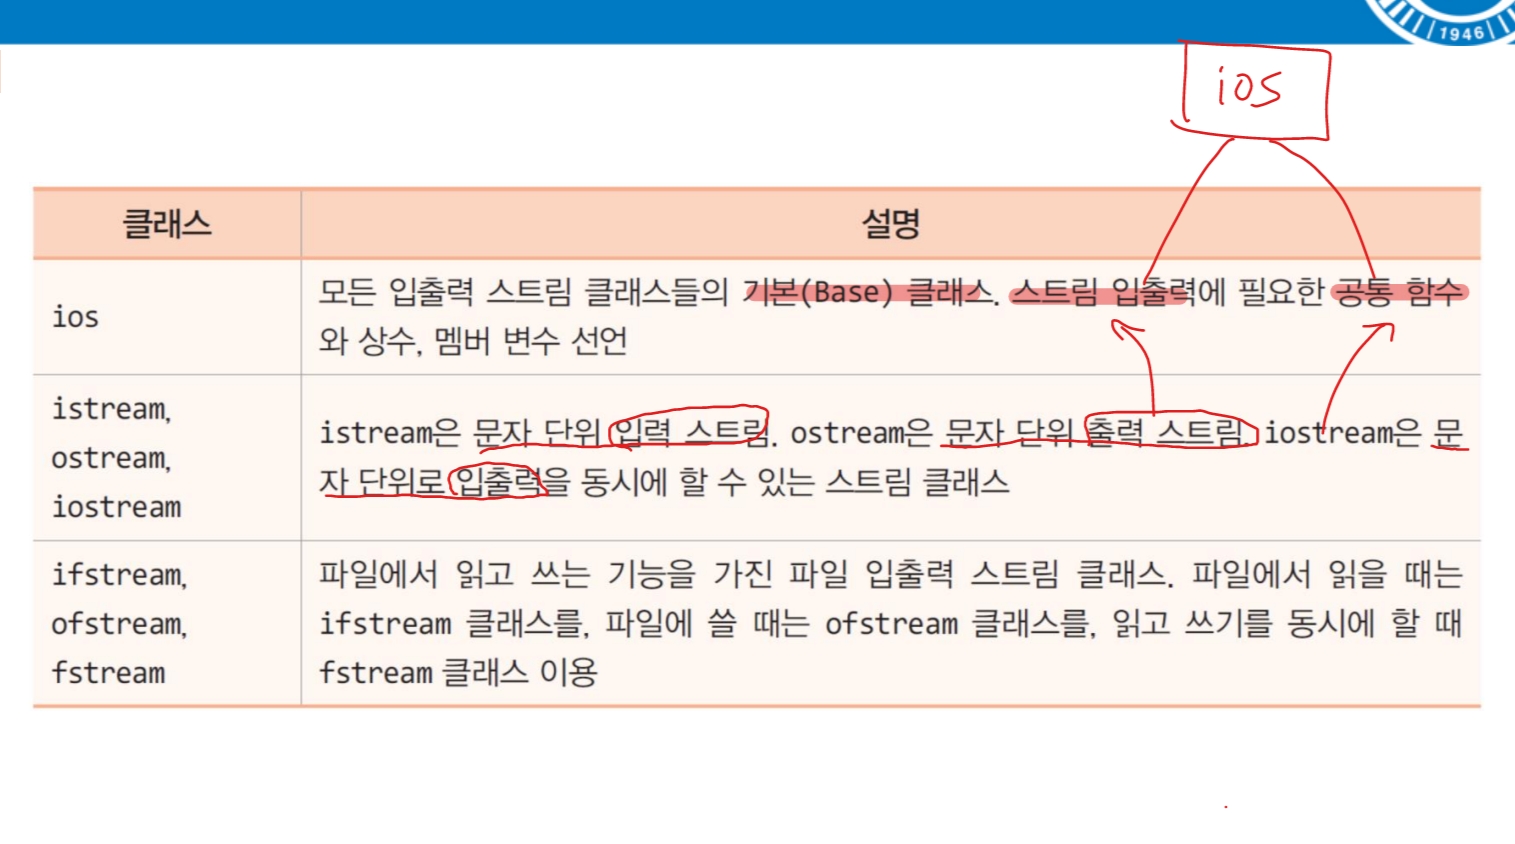 1946
ios
클래스
설명
ios
모든 입출력 스트림 클래스들의 기본(Base) 클래스. 스트림 입출력에 필요한 공통 함수
와 상수, 멤버 변수 선언
istream,
ostream,
iostream
istream은 문자 단위 입력 스트림. ostream은 문자 단위 출력 스트림. iostream은 문
자 단위로 입출력을 동시에 할 수 있는 스트림 클래스
ifstream,
ofstream,
fstream
파일에서 읽고 쓰는 기능을 가진 파일 입출력 스트림 클래스. 파일에서 읽을 때는
ifstream 클래스를, 파일에 쓸 때는 ofstream 클래스를, 읽고 쓰기를 동시에 할 때
fstream 클래스 이용